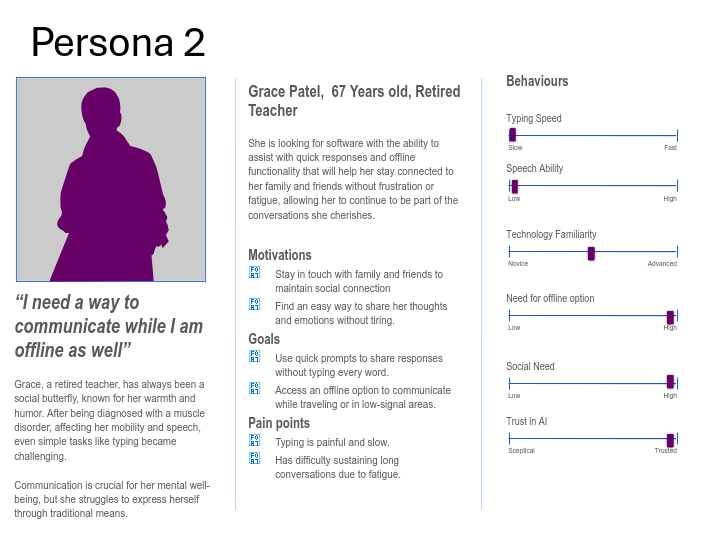 Persona 2
“I need a way to
communicate while I am
offline as well”
Grace, a retired teacher, has always been a
social butterfly, known for her warmth and
humor. After being diagnosed with a muscle
disorder, affecting her mobility and speech,
even simple tasks like typing became
challenging.
Communication is crucial for her mental well-
being, but she struggles to express herself
through traditional means.
Grace Patel,  67 Years old, Retired
Teacher
She is looking for software with the ability to
assist with quick responses and offline
functionality that will help her stay connected to
her family and friends without frustration or
fatigue, allowing her to continue to be part of the
conversations she cherishes.
Motivations
Stay in touch with family and friends to
maintain social connection
Find an easy way to share her thoughts
and emotions without tiring.
Goals
Use quick prompts to share responses
without typing every word.
Access an offline option to communicate
while traveling or in low-signal areas.
Pain points
Typing is painful and slow.
Has difficulty sustaining long
conversations due to fatigue.
Behaviours
Typing Speed
Slow Fast
Speech Ability
Low High
Technology Familiarity
Novice Advanced
Need for offline option
Low High
Social Need
Low High
Trust in AI
Sceptical Trusted